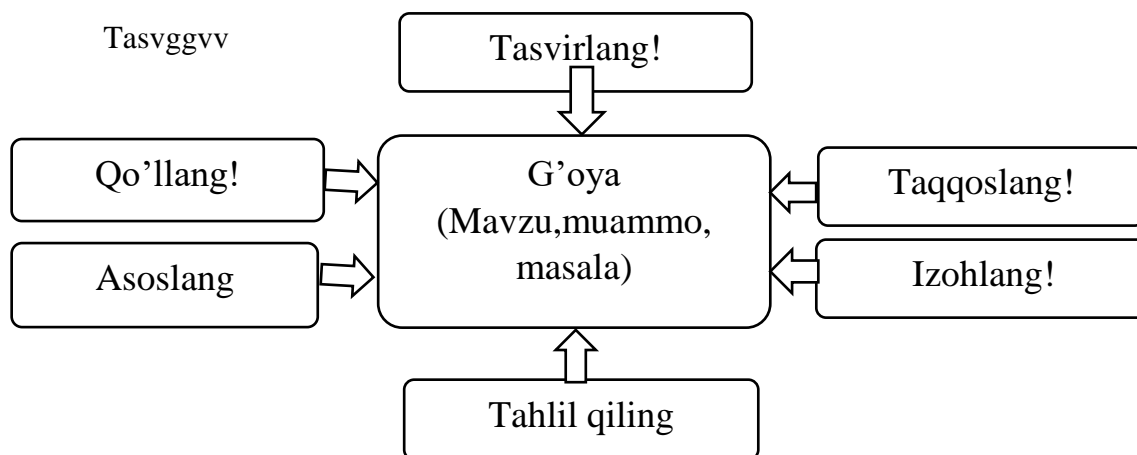 Tasvggvv
Tasvirlang!
Qo’llang!
G’oya
(Mavzu,muammo,
masala)
Taqqoslang!
Asoslang
Izohlang!
Tahlil qiling